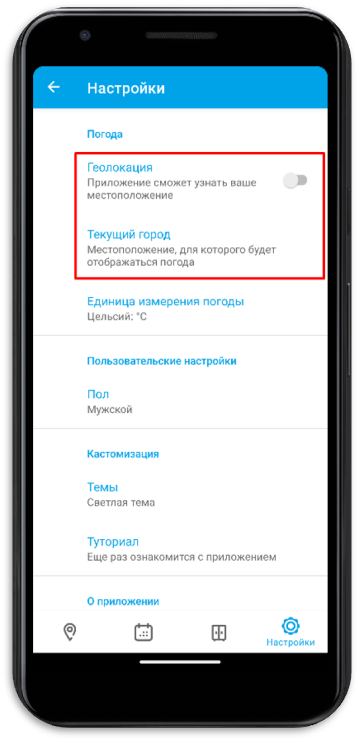 Настройки
Погода
Геолокация
Приложение сможет узнать ваше
местоположение
Текущий город
Местоположение, для которого будет
отображаться погода
Единица измерения погоды
Цельсий: °C
Пользовательские настройки
Пол
Мужской
Кастомизация
Темы
Светлая тема
Туториал
Еще раз ознакомится с приложением
О приложении
Настройки